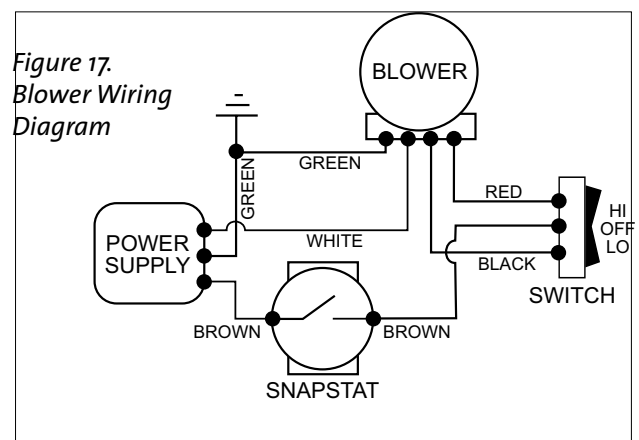 Figure 17.
Blower Wiring
Diagram
BLOWER
GREEN
GREEN
RED
HI
OFF
LO
WHITE
POWER
SUPPLY
BLACK
SWITCH
BROWN
BROWN
SNAPSTAT